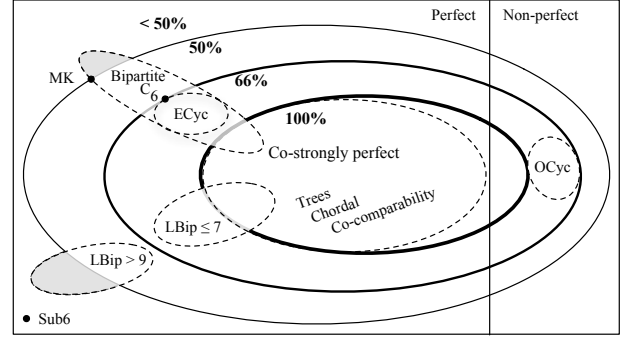 Perfect Non-perfect
< 50%
50%
MK Bipartite
66%
C6
ECyc
100%
Co-strongly perfect
OCyc
Trees
Chordal
Co-comparability
LBip ≤ 7
LBip > 9
Sub6